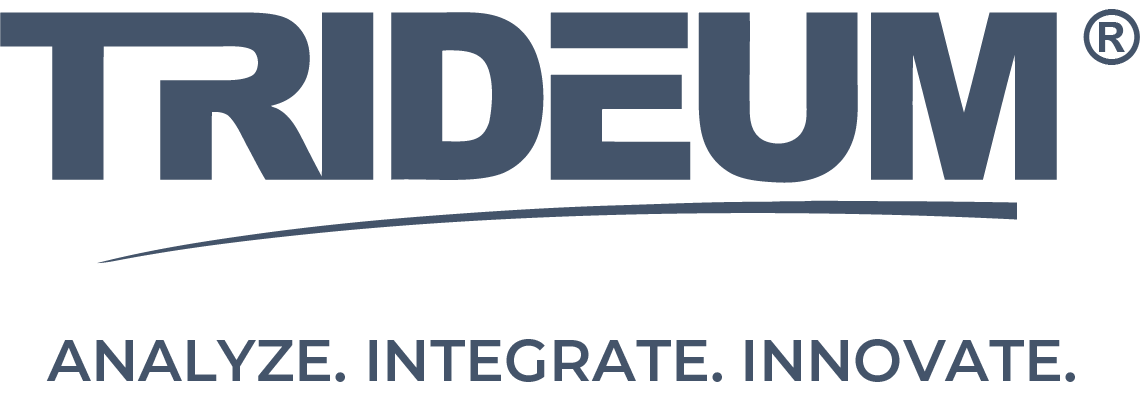 TRIDEUM®
ANALYZE. INTEGRATE. INNOVATE.